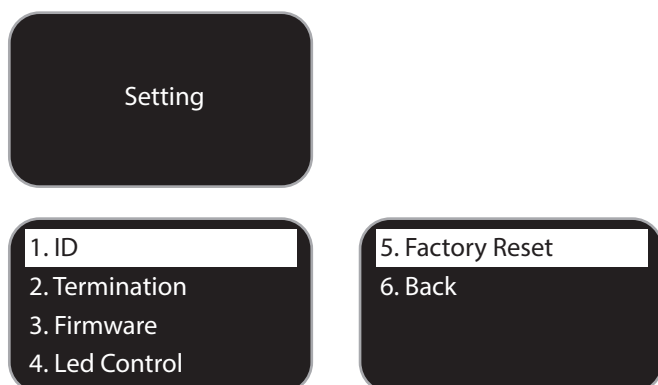 Setting
1. ID
2. Termination
3. Firmware
4. Led Control
5. Factory Reset
6. Back